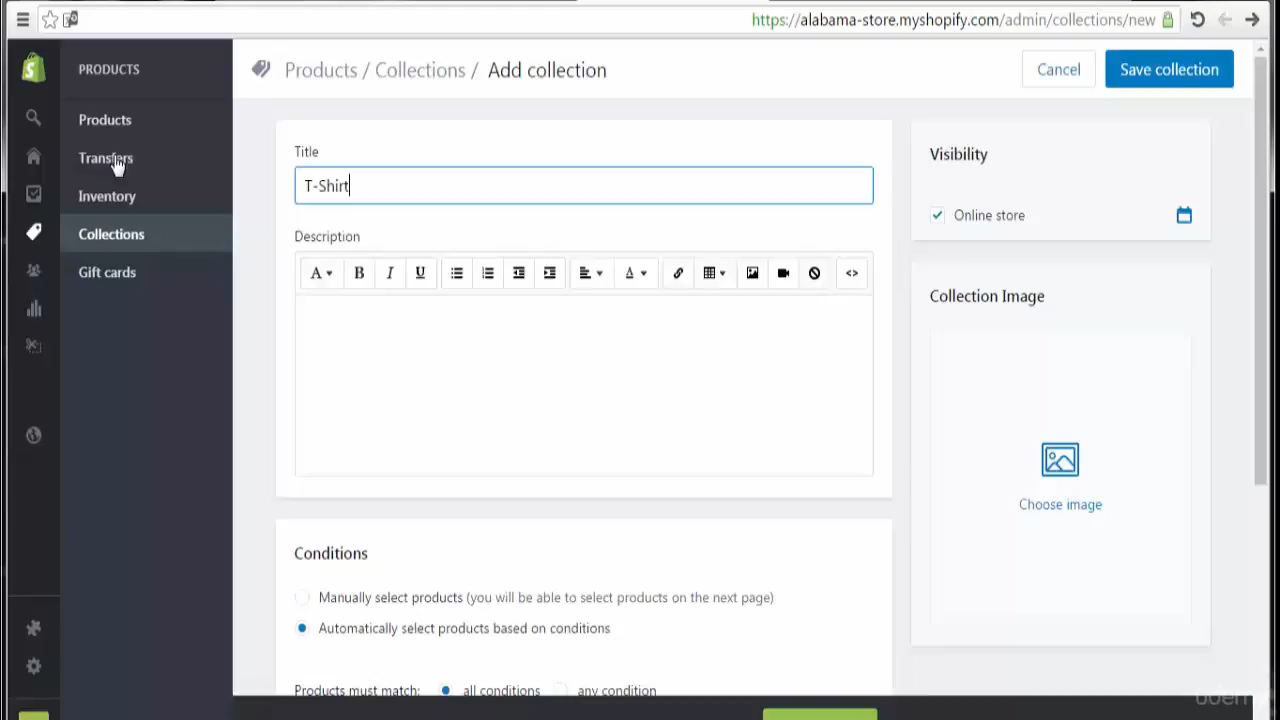 https://alabama-store.myshopify.com/admin/collections/new
PRODUCTS
Products / Collections / Add collection
Cancel
Save collection
Products
Transfers
Inventory
Collections
Gift cards
Title
T-Shirt
Description
A B I U A <>
Visibility
Online store
Collection Image
Choose image
Conditions
Manually select products (you will be able to select products on the next page)
Automatically select products based on conditions
Products must match: all conditions any condition
udemy